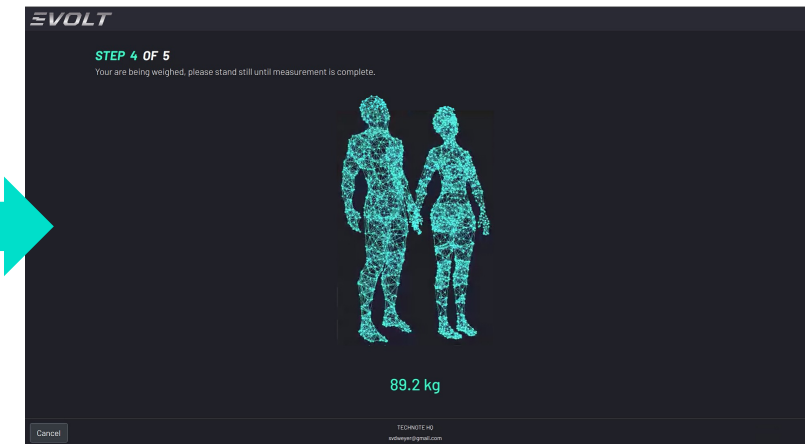 EVOLT
STEP 4 OF 5
Your are being weighed, please stand still until measurement is complete.
89.2 kg
TECHNOTE HQ
svdweyer@gmail.com
Cancel